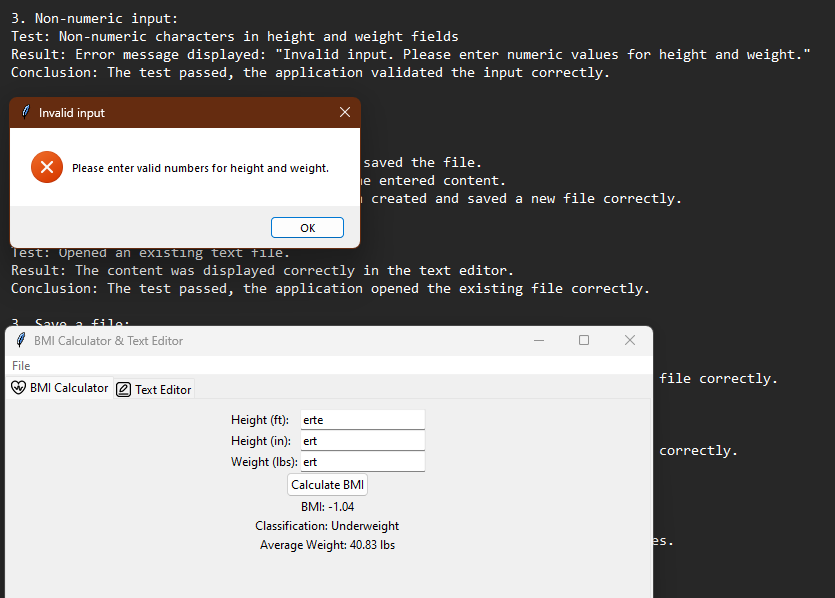 3. Non-numeric input:
Test: Non-numeric characters in height and weight fields
Result: Error message displayed: "Invalid input. Please enter numeric values for height and weight."
Conclusion: The test passed, the application validated the input correctly.
Invalid input
Please enter valid numbers for height and weight.
OK
saved the file.
entered content.
created and saved a new file correctly.
Test: Opened an existing text file.
Result: The content was displayed correctly in the text editor.
Conclusion: The test passed, the application opened the existing file correctly.
3. Save a file:
BMI Calculator & Text Editor
File
BMI Calculator
Text Editor
file correctly.
Height (ft): erte
Height (in): ert
correctly.
Weight (lbs): ert
Calculate BMI
BMI: -1.04
Classification: Underweight
Average Weight: 40.83 lbs